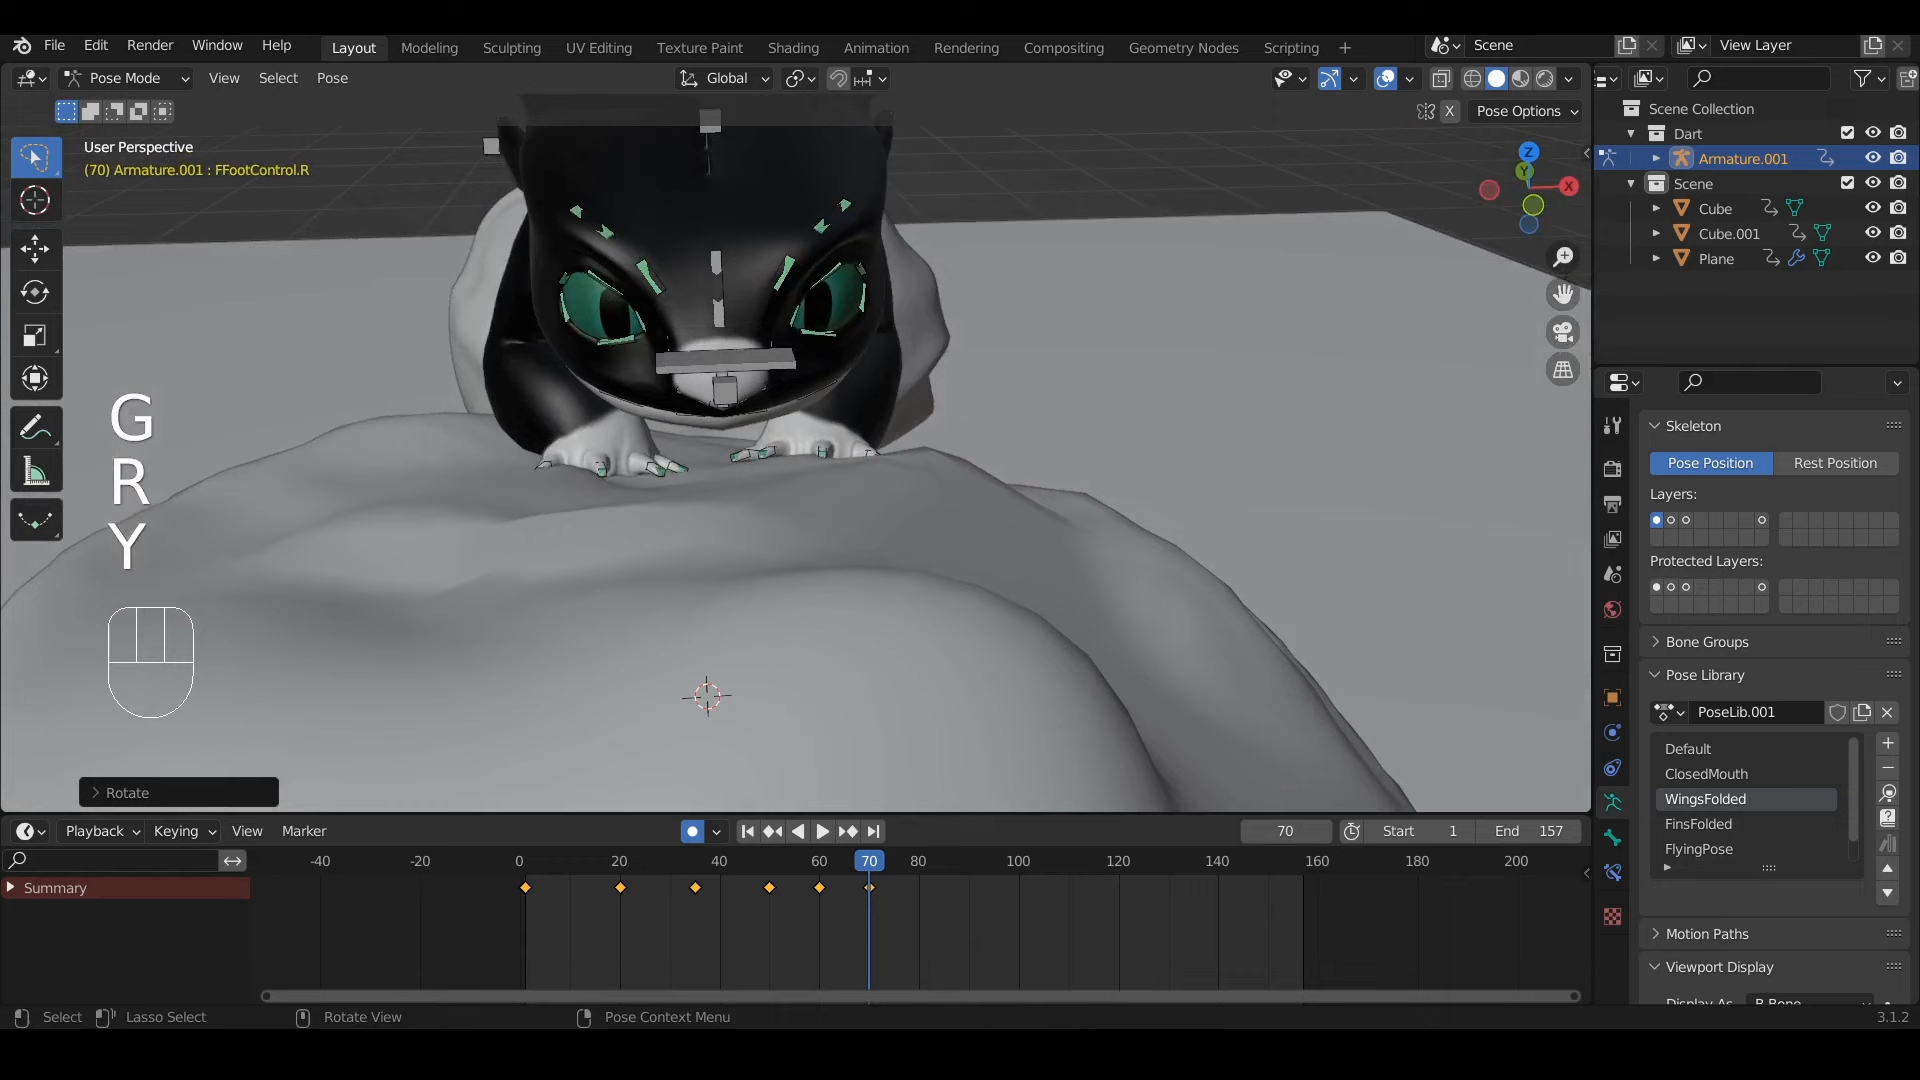 File Edit Render Window Help Layout Modeling Sculpting UV Editing Texture Paint Shading Animation Rendering Compositing Geometry Nodes Scripting + Scene View Layer
Pose Mode View Select Pose Global
Scene Collection
X Pose Options
Dart
User Perspective
(70) Armature.001 : FFootControl.R
Armature.001
Scene
Cube
Cube.001
Plane
Z
Y
X
G
R
Y
Skeleton
Pose Position Rest Position
Layers:
Protected Layers:
Bone Groups
Pose Library
PoseLib.001
Default
ClosedMouth
WingsFolded
FinsFolded
FlyingPose
Motion Paths
Viewport Display
Display As B-Bone
Rotate
Playback Keying View Marker 70 Start 1 End 157
-40 -20 0 20 40 60 70 80 100 120 140 160 180 200
Summary
Select Lasso Select Rotate View Pose Context Menu 3.1.2